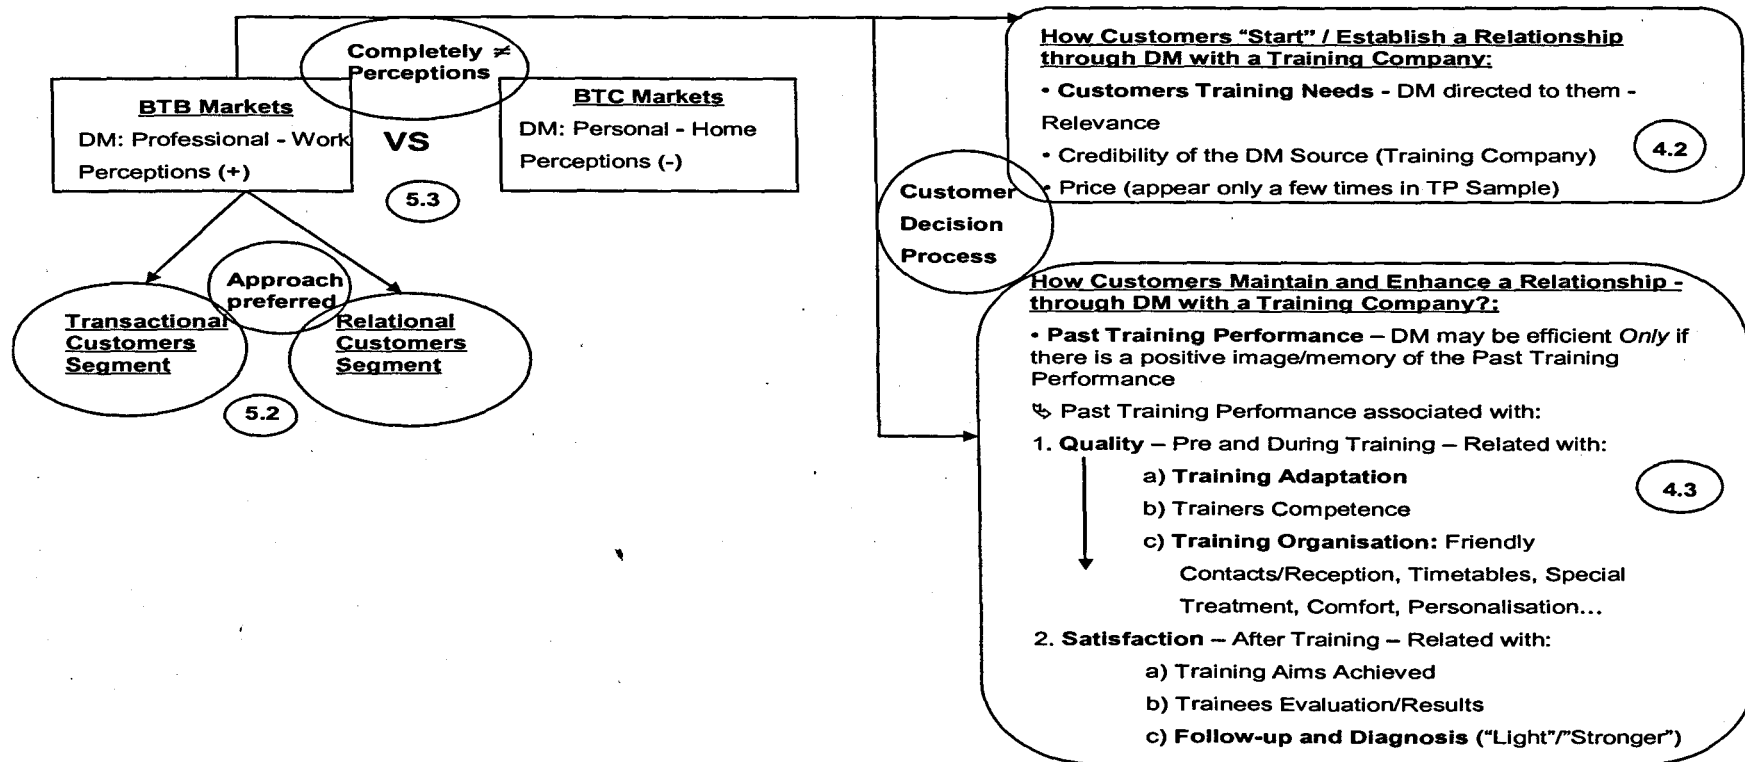 Completely ≠
Perceptions
BTB Markets
DM: Professional - Work
Perceptions (+)
VS
BTC Markets
DM: Personal - Home
Perceptions (-)
5.3
Approach
preferred
Transactional
Customers
Segment
Relational
Customers
Segment
5.2
Customer
Decision
Process
How Customers “Start” / Establish a Relationship
through DM with a Training Company:
• Customers Training Needs - DM directed to them -
Relevance
• Credibility of the DM Source (Training Company)
• Price (appear only a few times in TP Sample)
4.2
How Customers Maintain and Enhance a Relationship -
through DM with a Training Company?:
• Past Training Performance – DM may be efficient Only if
there is a positive image/memory of the Past Training
Performance
↳ Past Training Performance associated with:
1. Quality – Pre and During Training – Related with:
a) Training Adaptation
b) Trainers Competence
c) Training Organisation: Friendly
Contacts/Reception, Timetables, Special
Treatment, Comfort, Personalisation...
4.3
2. Satisfaction – After Training – Related with:
a) Training Aims Achieved
b) Trainees Evaluation/Results
c) Follow-up and Diagnosis (“Light”/”Stronger”)